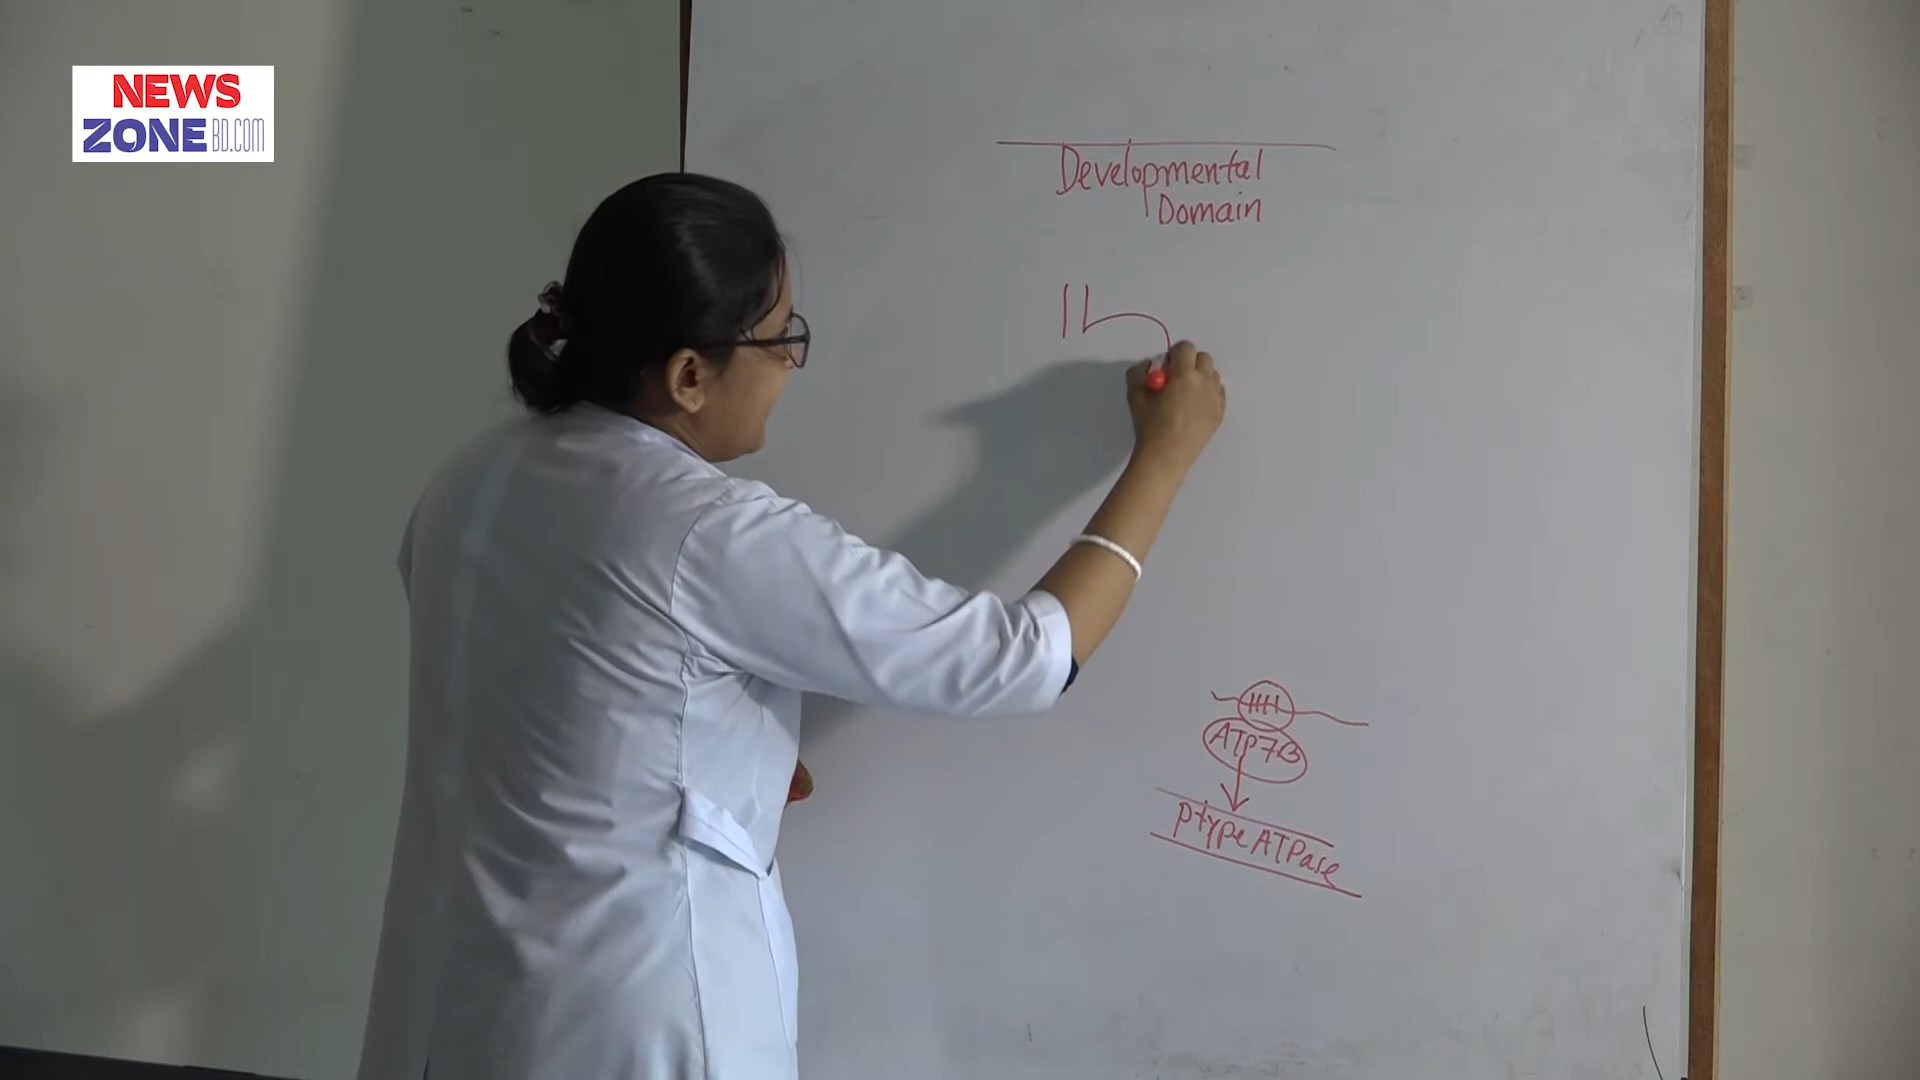 NEWS
ZONE BD.COM
Developmental
Domain
ATP7B
Ptype ATPase